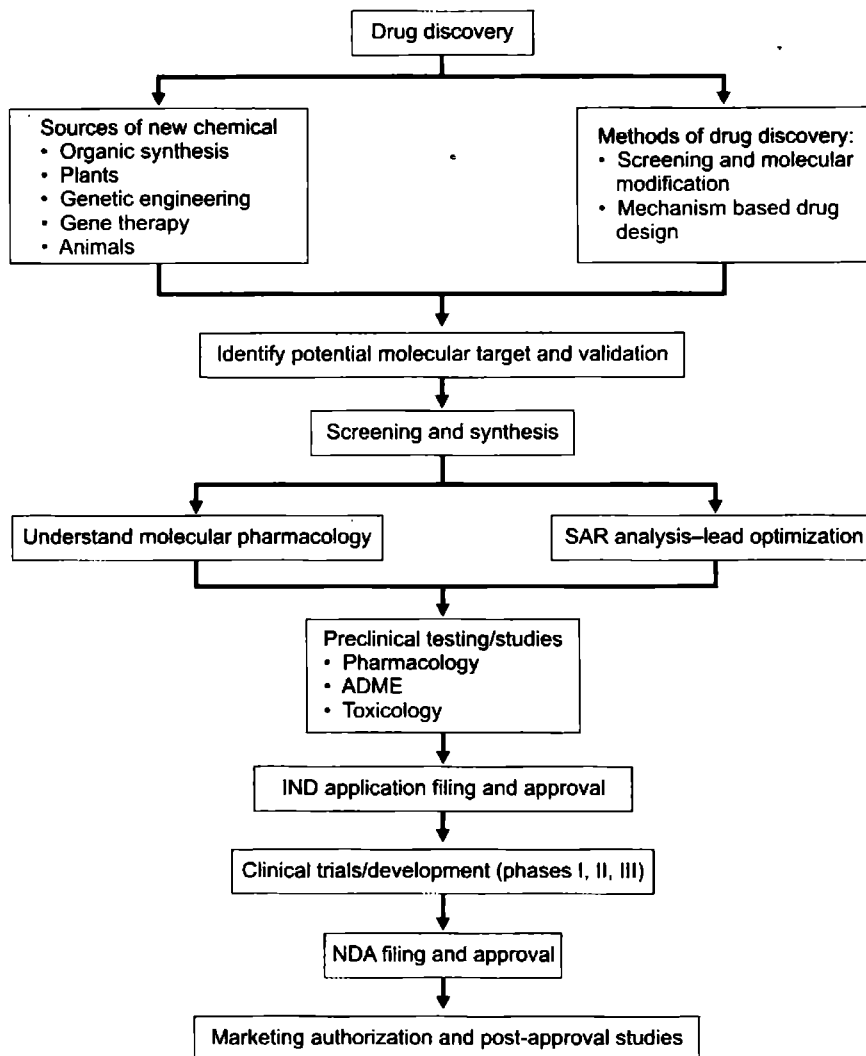 Drug discovery
Sources of new chemical
• Organic synthesis
• Plants
• Genetic engineering
• Gene therapy
• Animals
Methods of drug discovery:
• Screening and molecular
modification
• Mechanism based drug
design
Identify potential molecular target and validation
Screening and synthesis
Understand molecular pharmacology
SAR analysis–lead optimization
Preclinical testing/studies
• Pharmacology
• ADME
• Toxicology
IND application filing and approval
Clinical trials/development (phases I, II, III)
NDA filing and approval
Marketing authorization and post-approval studies